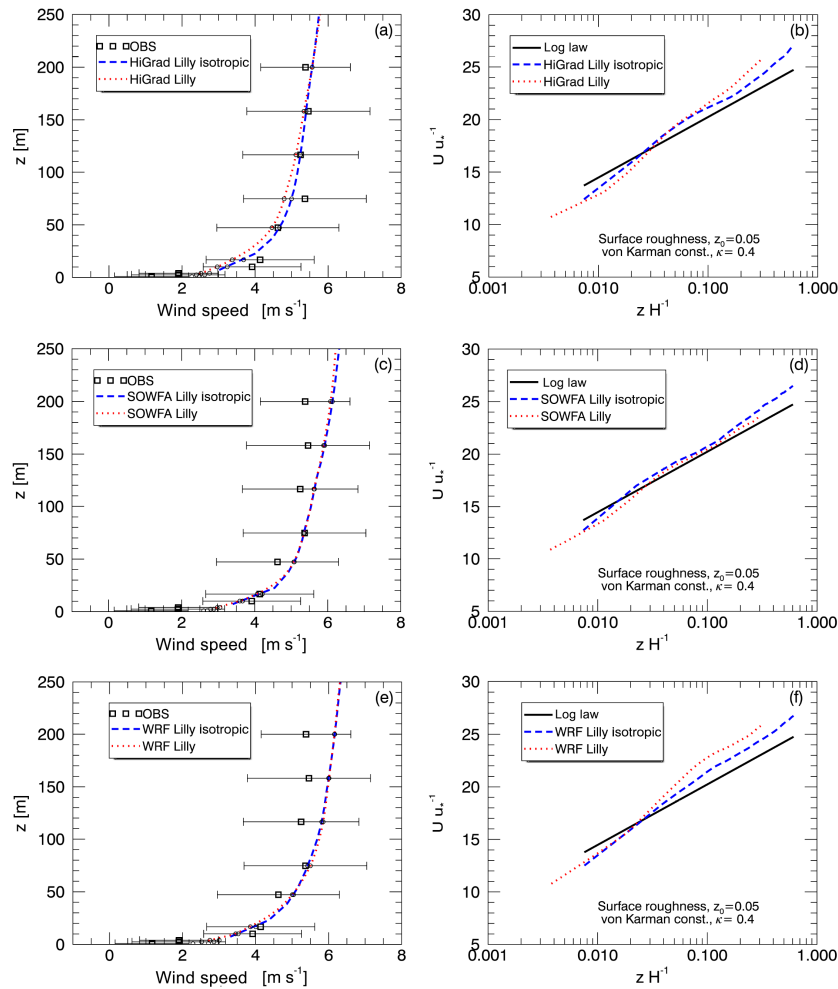 (a)
OBS
HiGrad Lilly isotropic
HiGrad Lilly
z [m]
250
200
150
100
50
0
0 2 4 6 8
Wind speed [m s⁻¹]
(b)
Log law
HiGrad Lilly isotropic
HiGrad Lilly
U u*⁻¹
30
25
20
15
10
5
Surface roughness, z₀=0.05
von Karman const., κ= 0.4
0.001 0.010 0.100 1.000
z H⁻¹
(c)
OBS
SOWFA Lilly isotropic
SOWFA Lilly
z [m]
250
200
150
100
50
0
0 2 4 6 8
Wind speed [m s⁻¹]
(d)
Log law
SOWFA Lilly isotropic
SOWFA Lilly
U u*⁻¹
30
25
20
15
10
5
Surface roughness, z₀=0.05
von Karman const., κ= 0.4
0.001 0.010 0.100 1.000
z H⁻¹
(e)
OBS
WRF Lilly isotropic
WRF Lilly
z [m]
250
200
150
100
50
0
0 2 4 6 8
Wind speed [m s⁻¹]
(f)
Log law
WRF Lilly isotropic
WRF Lilly
U u*⁻¹
30
25
20
15
10
5
Surface roughness, z₀=0.05
von Karman const., κ= 0.4
0.001 0.010 0.100 1.000
z H⁻¹